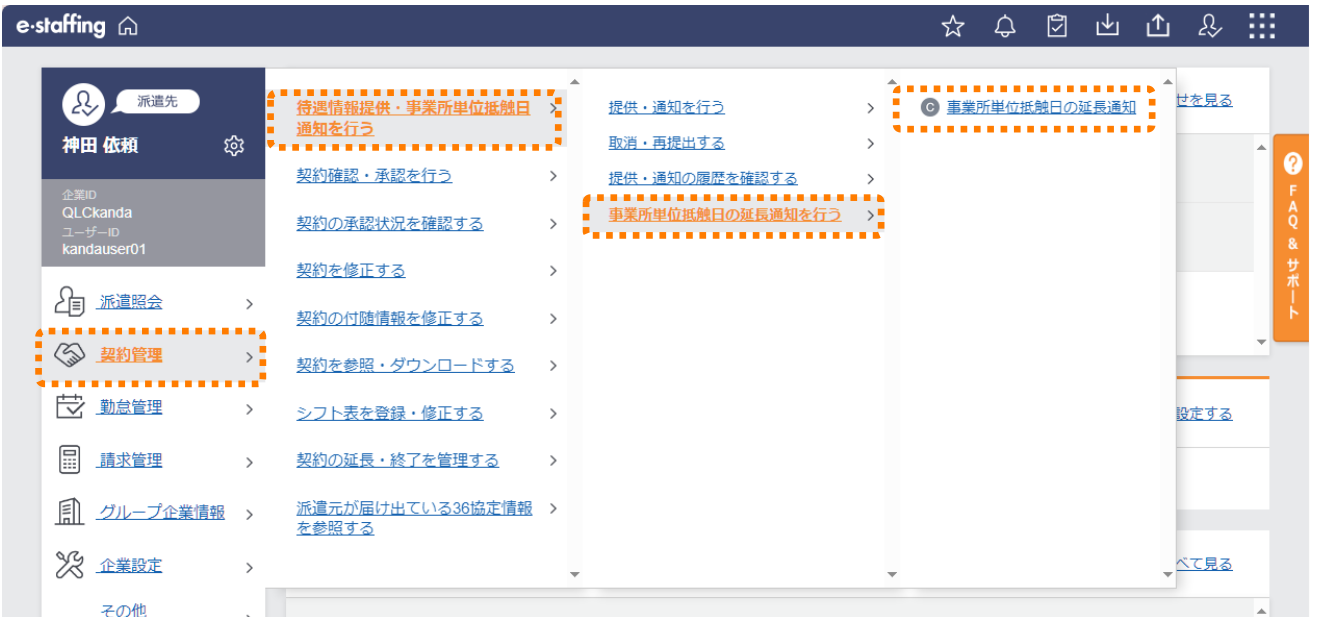 e-staffing
派遣先
神田 依頼
企業ID
QLCkanda
ユーザーID
kandauser01
派遣照会
契約管理
勤怠管理
請求管理
グループ企業情報
企業設定
その他
待遇情報提供・事業所単位抵触日
通知を行う
契約確認・承認を行う
契約の承認状況を確認する
契約を修正する
契約の付随情報を修正する
契約を参照・ダウンロードする
シフト表を登録・修正する
契約の延長・終了を管理する
派遣元が届け出ている36協定情報
を参照する
提供・通知を行う
取消・再提出する
提供・通知の履歴を確認する
事業所単位抵触日の延長通知を行う
C 事業所単位抵触日の延長通知
せを見る
設定する
べて見る
? FAQ & サポート